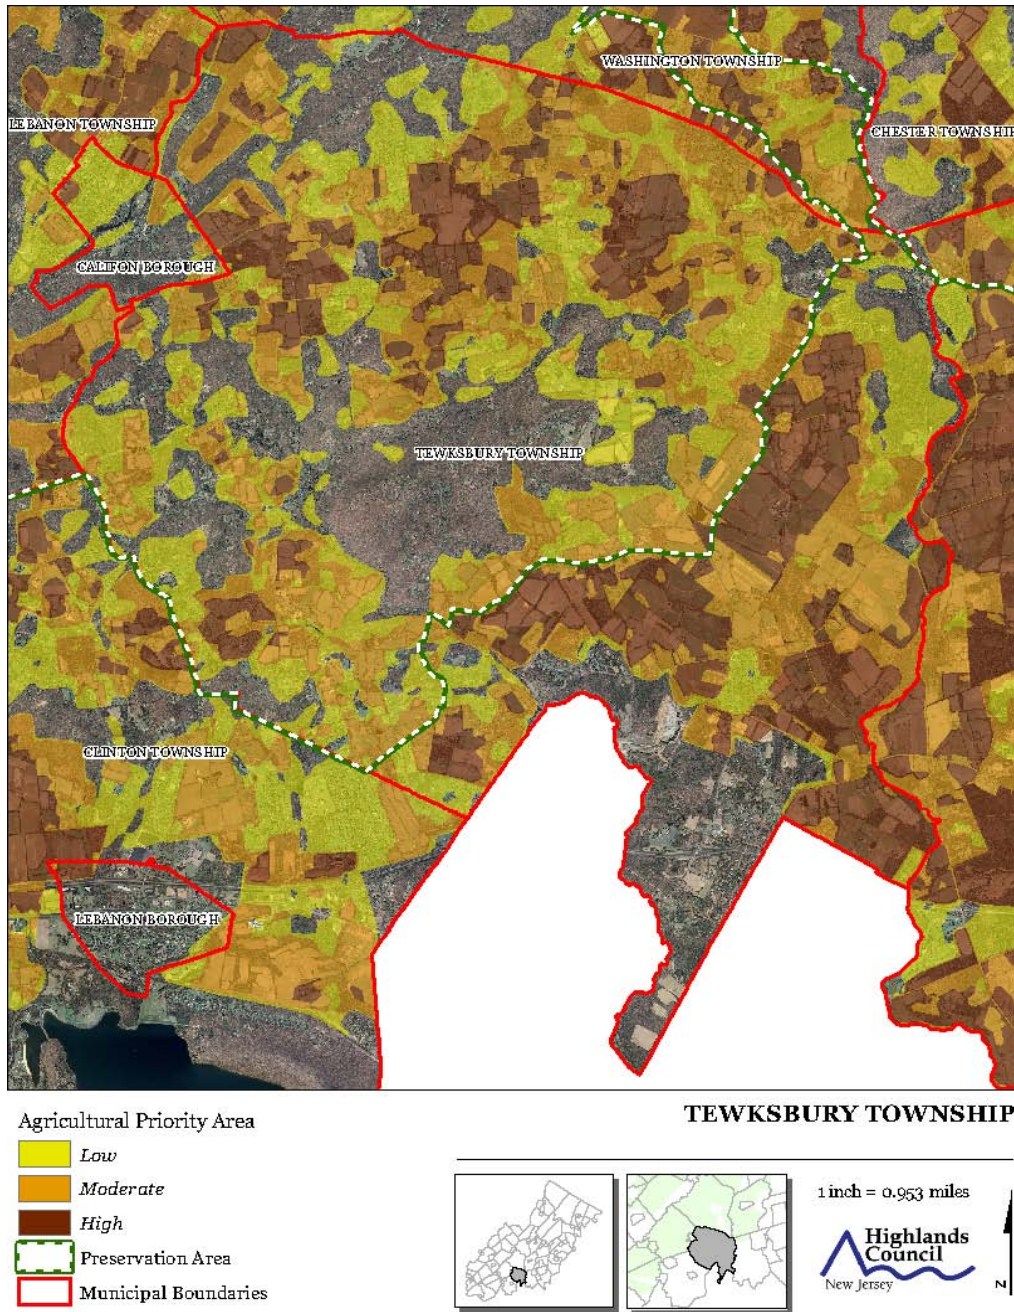 WASHINGTON TOWNSHIP
LEBANON TOWNSHIP
CHESTER TOWNSHIP
CALIFON BOROUGH
TEWKSBURY TOWNSHIP
CLINTON TOWNSHIP
LEBANON BOROUGH
TEWKSBURY TOWNSHIP
Agricultural Priority Area
Low
Moderate
High
Preservation Area
Municipal Boundaries
1 inch = 0.953 miles
Highlands
Council
New Jersey
N